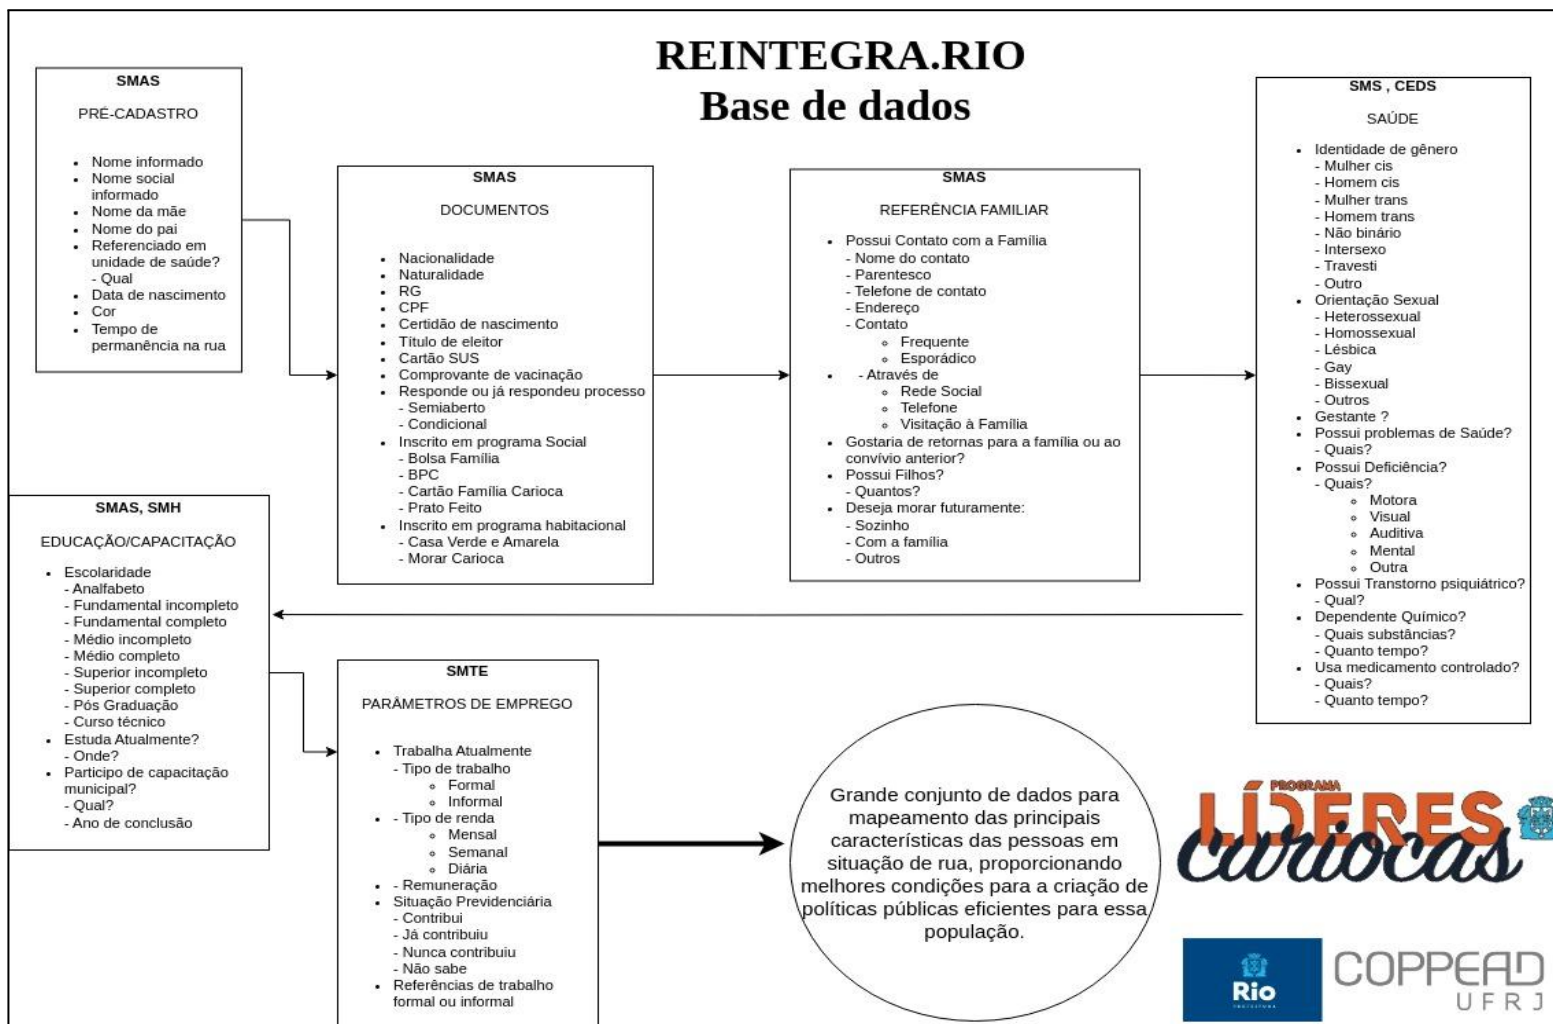 REINTEGRA.RIO
Base de dados
SMAS
PRÉ-CADASTRO
• Nome informado
• Nome social
informado
• Nome da mãe
• Nome do pai
• Referenciado em
unidade de saúde?
- Qual
• Data de nascimento
• Cor
• Tempo de
permanência na rua
SMAS
DOCUMENTOS
• Nacionalidade
• Naturalidade
• RG
• CPF
• Certidão de nascimento
• Título de eleitor
• Cartão SUS
• Comprovante de vacinação
• Responde ou já respondeu processo
- Semiaberto
- Condicional
• Inscrito em programa Social
- Bolsa Família
- BPC
- Cartão Família Carioca
- Prato Feito
• Inscrito em programa habitacional
- Casa Verde e Amarela
- Morar Carioca
SMAS
REFERÊNCIA FAMILIAR
• Possui Contato com a Família
- Nome do contato
- Parentesco
- Telefone de contato
- Endereço
- Contato
◦ Frequente
◦ Esporádico
• - Através de
◦ Rede Social
◦ Telefone
◦ Visitação à Família
• Gostaria de retornas para a família ou ao
convívio anterior?
• Possui Filhos?
- Quantos?
• Deseja morar futuramente:
- Sozinho
- Com a família
- Outros
SMS , CEDS
SAÚDE
• Identidade de gênero
- Mulher cis
- Homem cis
- Mulher trans
- Homem trans
- Não binário
- Intersexo
- Travesti
- Outro
• Orientação Sexual
- Heterossexual
- Homossexual
- Lésbica
- Gay
- Bissexual
- Outros
• Gestante ?
• Possui problemas de Saúde?
- Quais?
• Possui Deficiência?
- Quais?
◦ Motora
◦ Visual
◦ Auditiva
◦ Mental
◦ Outra
• Possui Transtorno psiquiátrico?
- Qual?
• Dependente Químico?
- Quais substâncias?
- Quanto tempo?
• Usa medicamento controlado?
- Quais?
- Quanto tempo?
SMAS, SMH
EDUCAÇÃO/CAPACITAÇÃO
• Escolaridade
- Analfabeto
- Fundamental incompleto
- Fundamental completo
- Médio incompleto
- Médio completo
- Superior incompleto
- Superior completo
- Pós Graduação
- Curso técnico
• Estuda Atualmente?
- Onde?
• Participo de capacitação
municipal?
- Qual?
- Ano de conclusão
SMTE
PARÂMETROS DE EMPREGO
• Trabalha Atualmente
- Tipo de trabalho
◦ Formal
◦ Informal
• - Tipo de renda
◦ Mensal
◦ Semanal
◦ Diária
• - Remuneração
• Situação Previdenciária
- Contribui
- Já contribuiu
- Nunca contribuiu
- Não sabe
• Referências de trabalho
formal ou informal
Grande conjunto de dados para
mapeamento das principais
características das pessoas em
situação de rua, proporcionando
melhores condições para a criação de
políticas públicas eficientes para essa
população.
PROGRAMA
LÍDERES
cariocas
Rio
PREFEITURA
COPPEAD
UFRJ